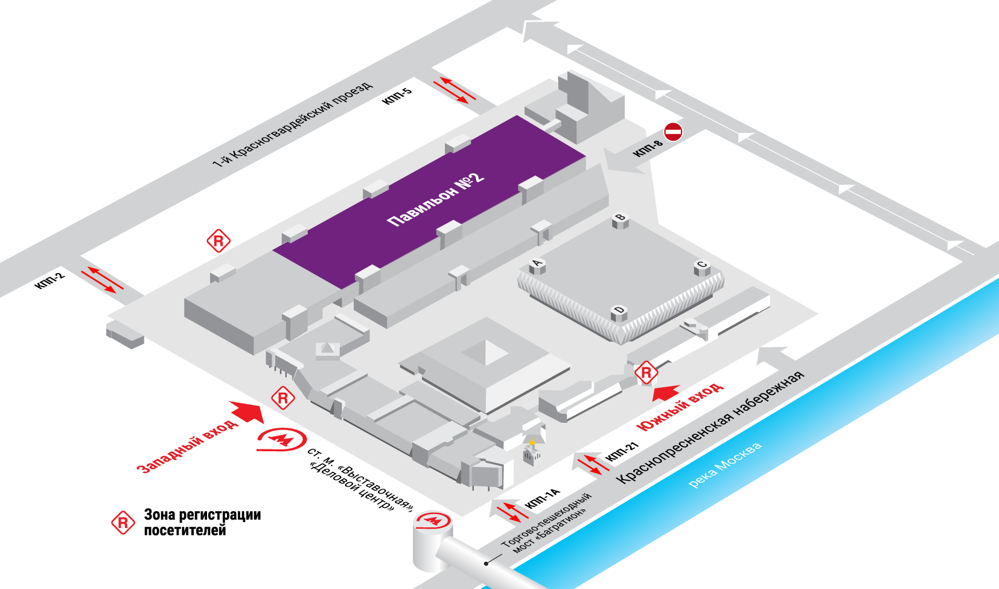 1-й Красногвардейский проезд
КПП-5
КПП-8
Павильон №2
B
A
C
D
R
КПП-2
R
R
Западный вход
Южный вход
ст. м. «Выставочная»,
«Деловой центр»
КПП-21
КПП-1А
Краснопресненская набережная
река Москва
Торгово-пешеходный
мост «Багратион»
R
Зона регистрации
посетителей